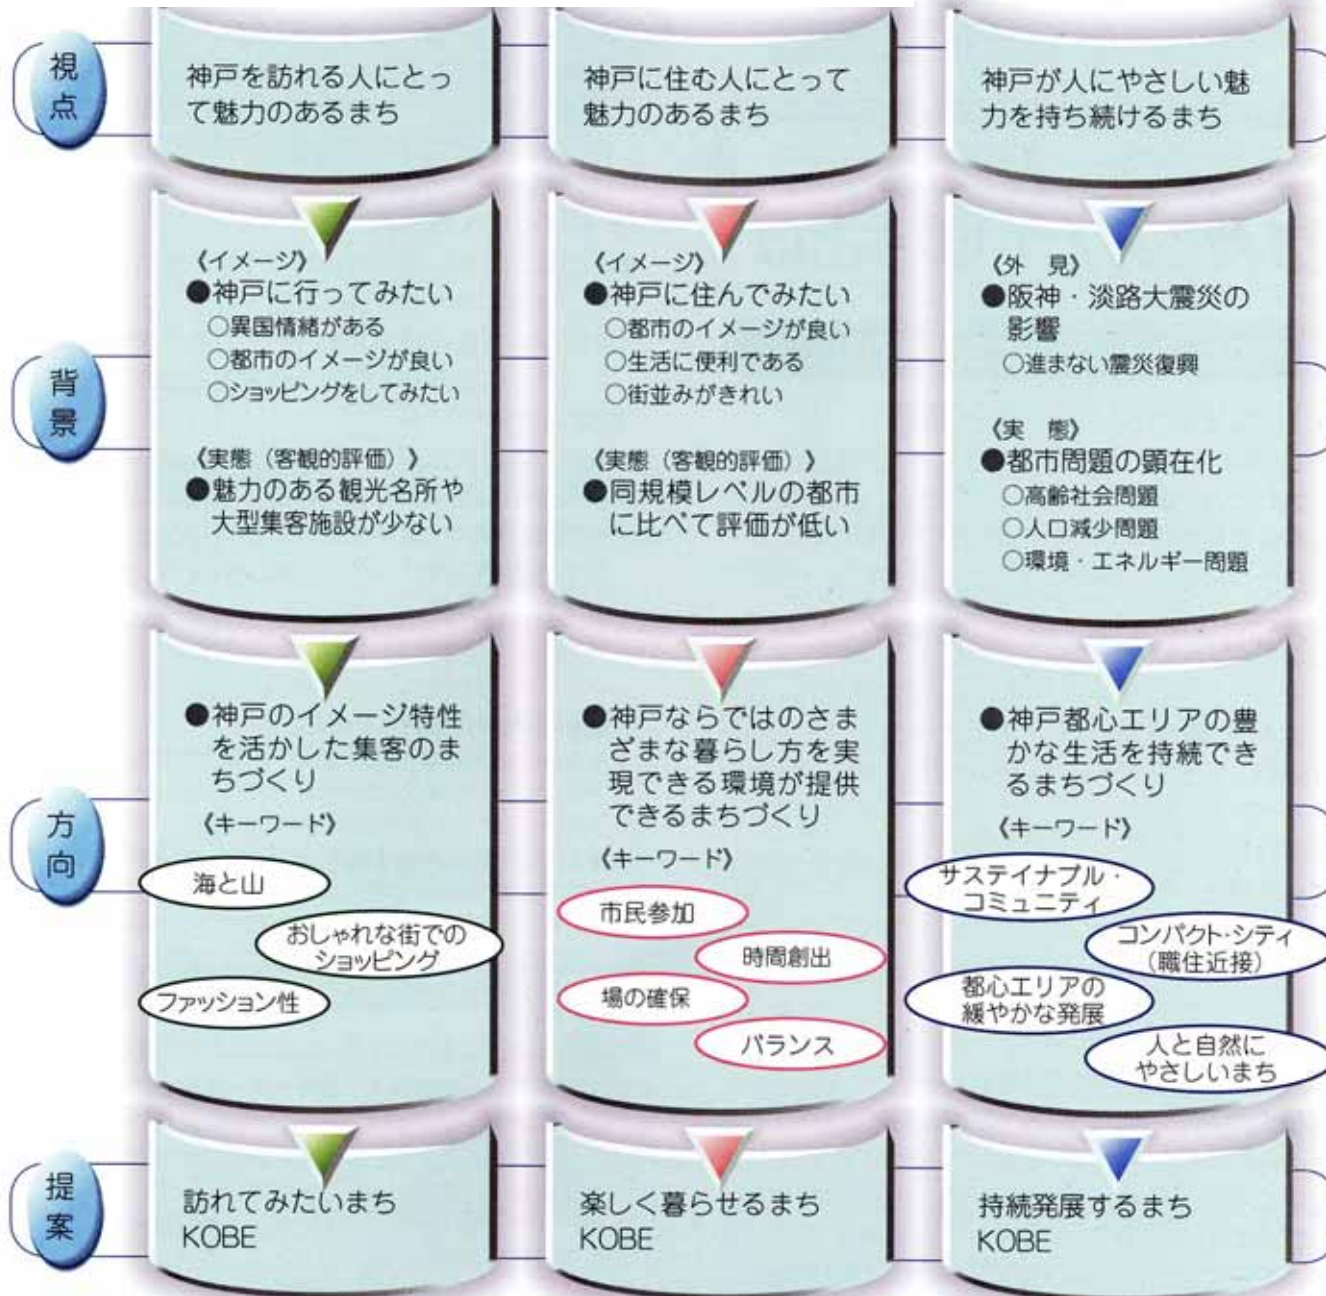 視点
神戸を訪れる人にとっ
て魅力のあるまち
神戸に住む人にとって
魅力のあるまち
神戸が人にやさしい魅
力を持ち続けるまち
背景
《イメージ》
●神戸に行ってみたい
○異国情緒がある
○都市のイメージが良い
○ショッピングをしてみたい
《実態（客観的評価）》
●魅力のある観光名所や
大型集客施設が少ない
《イメージ》
●神戸に住んでみたい
○都市のイメージが良い
○生活に便利である
○街並みがきれい
《実態（客観的評価）》
●同規模レベルの都市
に比べて評価が低い
《外　見》
●阪神・淡路大震災の
影響
○進まない震災復興
《実　態》
●都市問題の顕在化
○高齢社会問題
○人口減少問題
○環境・エネルギー問題
方向
●神戸のイメージ特性
を活かした集客のま
ちづくり
《キーワード》
海と山
おしゃれな街での
ショッピング
ファッション性
●神戸ならではのさま
ざまな暮らし方を実
現できる環境が提供
できるまちづくり
《キーワード》
市民参加
時間創出
場の確保
バランス
●神戸都心エリアの豊
かな生活を持続でき
るまちづくり
《キーワード》
サステイナブル・
コミュニティ
コンパクト・シティ
（職住近接）
都心エリアの
緩やかな発展
人と自然に
やさしいまち
提案
訪れてみたいまち
KOBE
楽しく暮らせるまち
KOBE
持続発展するまち
KOBE